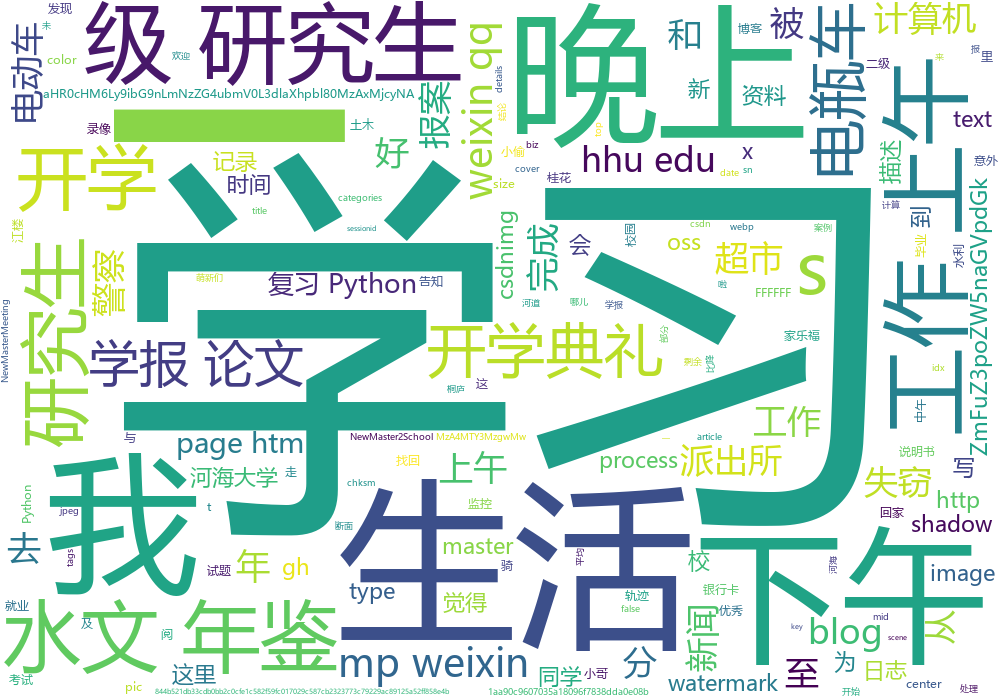 发现
未
欢迎
color
级 研究生
aHR0cHM6Ly9ibG9nLmNzZG4ubmV0L3dlaXhpbl80MzAxMjcyNA
电动车
录像
土木
开学
记录
时间
好
报案
weixin qq
details
晚上
和
被
博客
新
资料
电瓶车
计算机
二级
来
报
里
上午
text
小偷
top
biz
hhu edu
x
size
cover
桂花
date
sn
描述
意外
江楼
title
categories
sessionid
学习
计算
到
csdn
webp
案例
校园
csdnimg
完成
会
oss
超市
s
工作
水利
毕业
研究生
警察
萌新们
复习 Python
告知
河道
哪儿
学报
FFFFFF
啦
家乐福
ZmFuZ3poZW5naGVpdGk
NewMasterMeeting
学报 论文
开学典礼
分钟
剩余
idx
桐庐
这
中午
与
page htm
NewMaster2School
MzA4MTY3MzgwMw
一
article
工作
说明书
河海大学
走
找回
上午
process
派出所
失窃
写
Python
jpeg
我
t
chksm
监控
http
回家
shadow
断面
生活
下午
去
tags
试题
年
gh
master
骑
平均
校
type
觉得
轨迹
false
银行卡
优秀
image
就业
及
阅
水文 年鉴
新闻
blog
mid
从
key
scene
考试
这里
mp weixin
同学
小哥
分
至
为
日志
center
pic
watermark
开始
处理
844b521db33cdb0bb2c0cfe1c582f59fc017029c587cb2323773c79229ac89125a52ff858e4b
1aa90c9607035a18096f7838dda0e08b